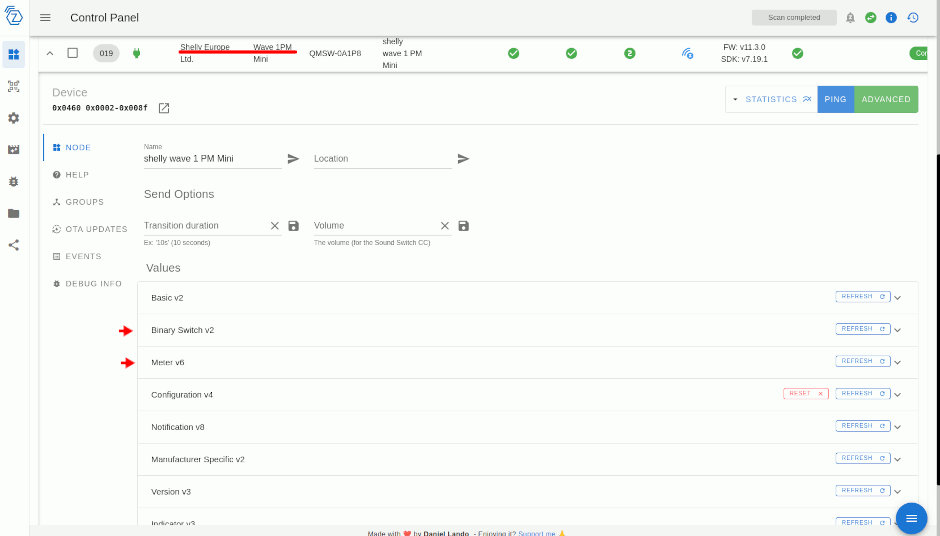 Control Panel
Scan completed
019
Shelly Europe Ltd.
Wave 1PM Mini
QMSW-0A1P8
shelly wave 1 PM Mini
FW: v11.3.0
SDK: v7.19.1
Device
0x0460 0x0002-0x008f
STATISTICS
PING
ADVANCED
NODE
HELP
GROUPS
OTA UPDATES
EVENTS
DEBUG INFO
Name
shelly wave 1 PM Mini
Location
Send Options
Transition duration
Ex: '10s' (10 seconds)
Volume
The volume (for the Sound Switch CC)
Values
Basic v2
REFRESH
Binary Switch v2
REFRESH
Meter v6
REFRESH
Configuration v4
RESET
REFRESH
Notification v8
REFRESH
Manufacturer Specific v2
REFRESH
Version v3
REFRESH
Indicator v3
REFRESH
Made with ❤️ by Daniel Lando - Enjoying it? Support me 🙏